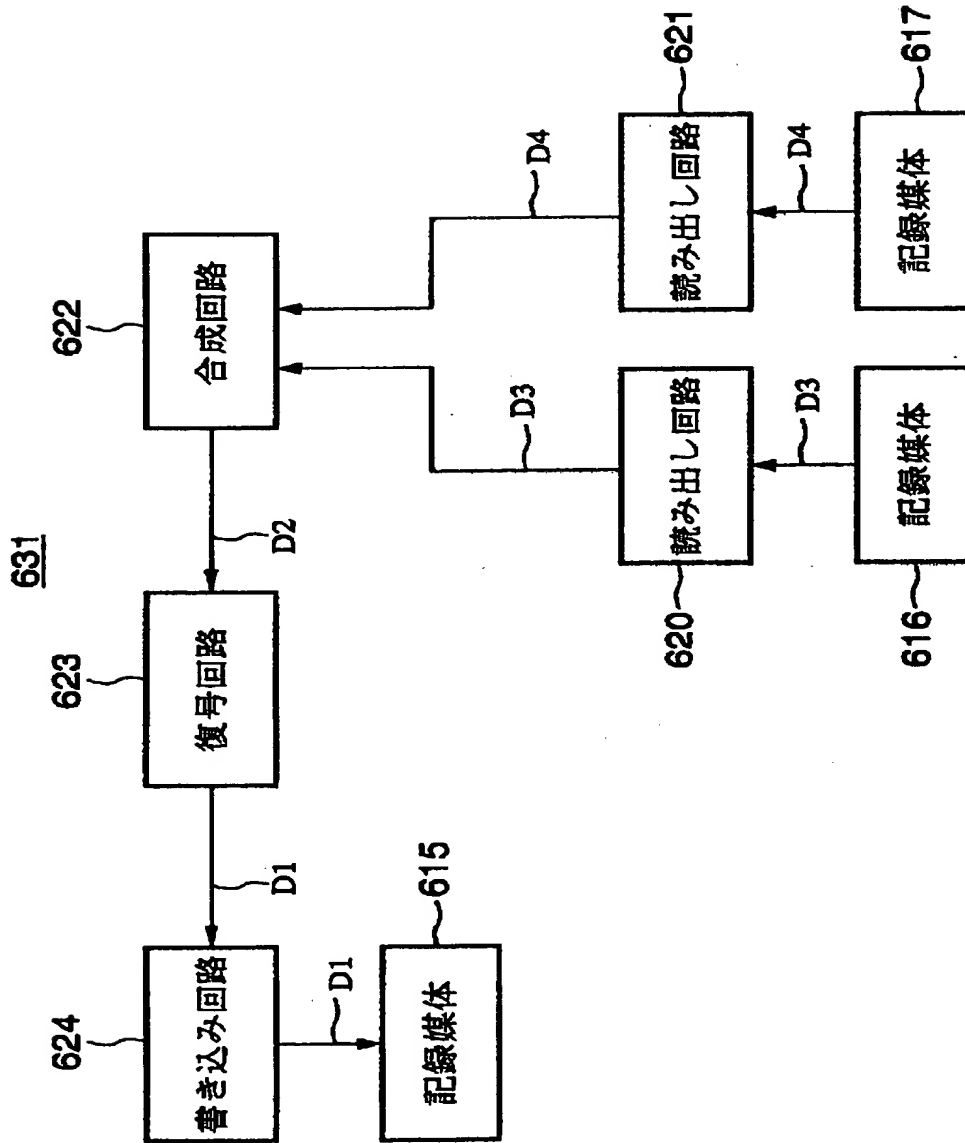 631
624
書き込み回路
D1
623
復号回路
D2
622
合成回路
D1
615
記録媒体
D3
D4
620
読み出し回路
621
読み出し回路
D3
D4
616
記録媒体
617
記録媒体